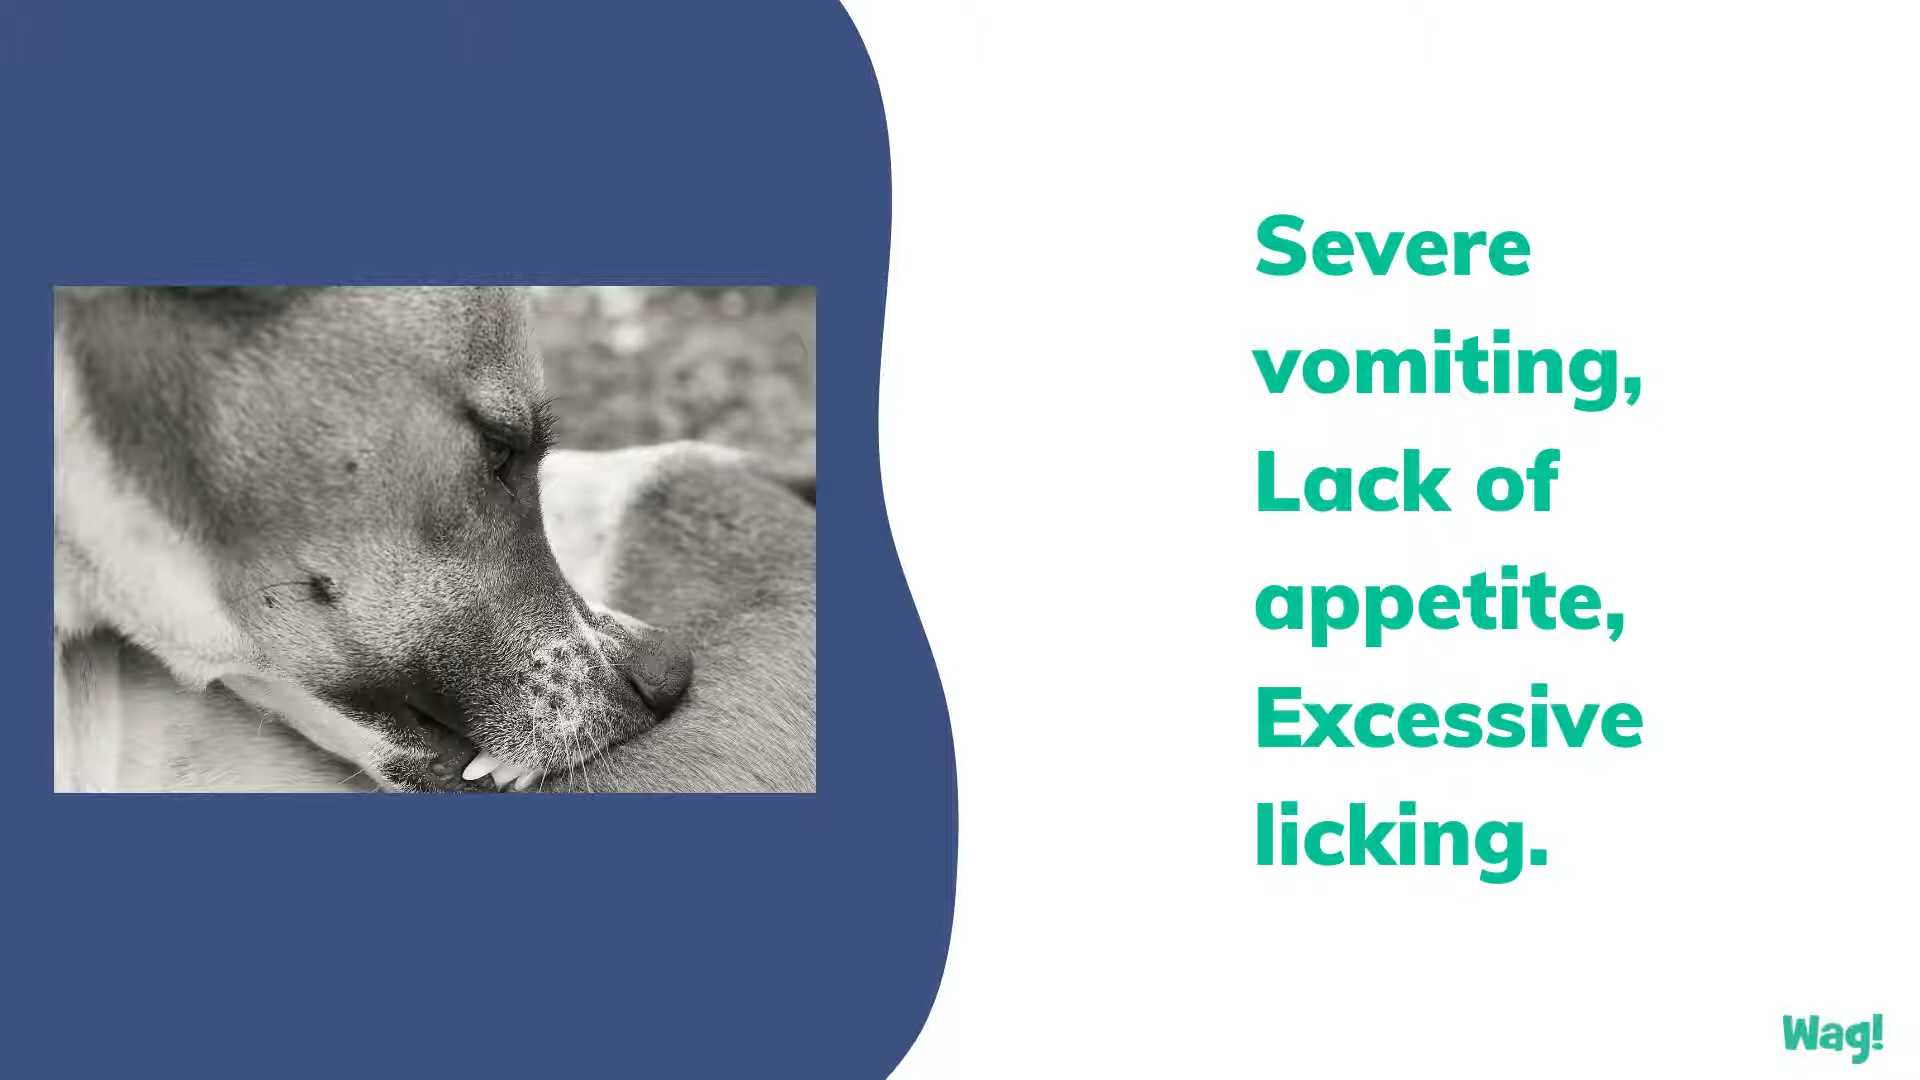 Severe
vomiting,
Lack of
appetite,
Excessive
licking.
Wag!